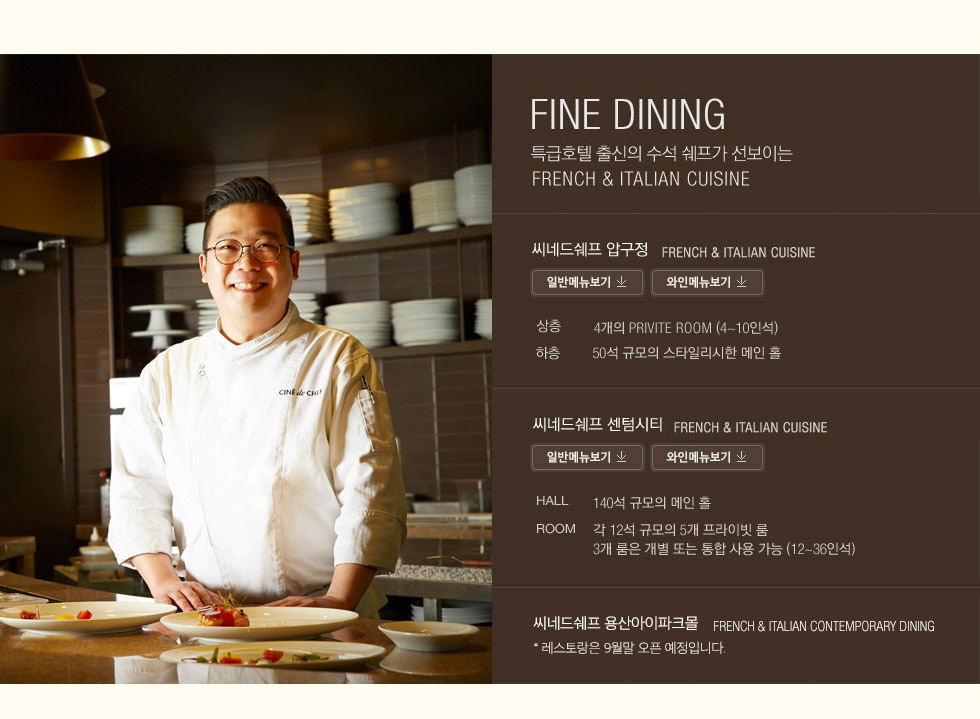 FINE DINING
특급호텔 출신의 수석 쉐프가 선보이는
FRENCH & ITALIAN CUISINE
씨네드쉐프 압구정 FRENCH & ITALIAN CUISINE
일반메뉴보기 와인메뉴보기
상층 4개의 PRIVITE ROOM (4~10인석)
하층 50석 규모의 스타일리시한 메인 홀
CINE de CHEF
씨네드쉐프 센텀시티 FRENCH & ITALIAN CUISINE
일반메뉴보기 와인메뉴보기
HALL 140석 규모의 메인 홀
ROOM 각 12석 규모의 5개 프라이빗 룸
3개 룸은 개별 또는 통합 사용 가능 (12~36인석)
씨네드쉐프 용산아이파크몰 FRENCH & ITALIAN CONTEMPORARY DINING
* 레스토랑은 9월말 오픈 예정입니다.